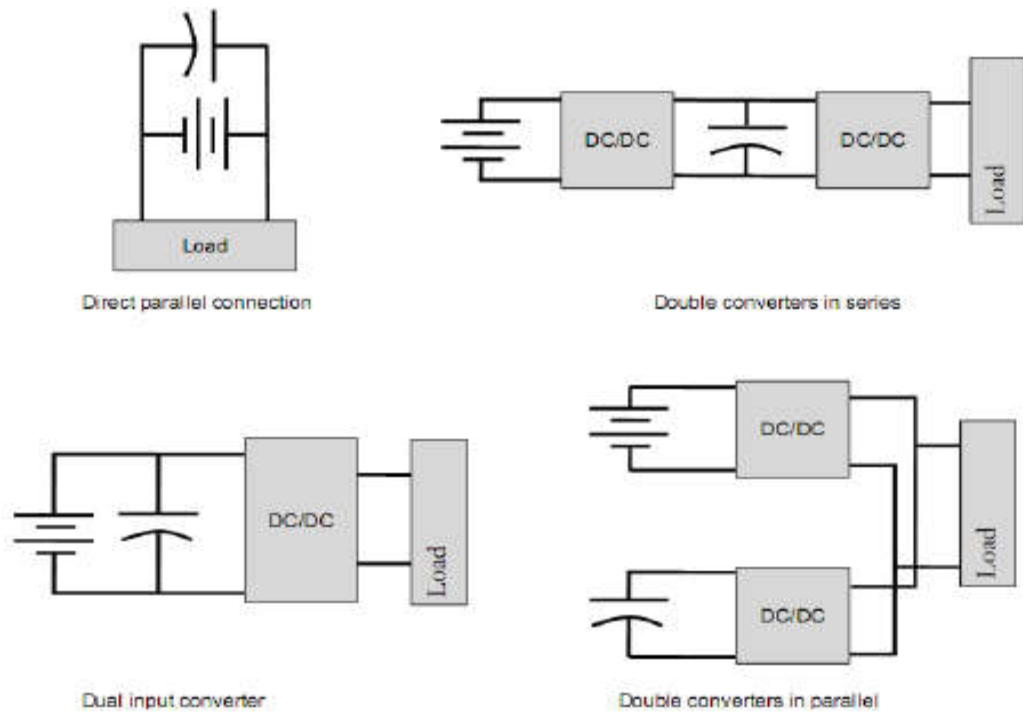 Load
Direct parallel connection
DC/DC
DC/DC
Load
Double converters in series
DC/DC
Load
Dual input converter
DC/DC
DC/DC
Load
Double converters in parallel